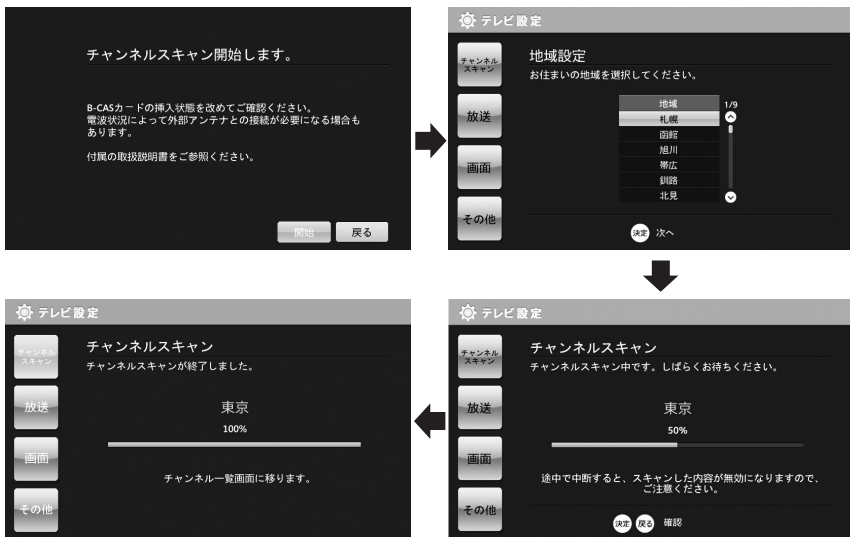 チャンネルスキャン開始します。
B-CASカードの挿入状態を改めてご確認ください。
電波状況によって外部アンテナとの接続が必要になる場合も
あります。
付属の取扱説明書をご参照ください。
開始
戻る
テレビ設定
チャンネル
スキャン
放送
画面
その他
地域設定
お住まいの地域を選択してください。
地域
1/9
札幌
函館
旭川
帯広
釧路
北見
決定 次へ
テレビ設定
チャンネル
スキャン
放送
画面
その他
チャンネルスキャン
チャンネルスキャン中です。しばらくお待ちください。
東京
50%
途中で中断すると、スキャンした内容が無効になりますので、
ご注意ください。
決定 戻る 確認
テレビ設定
チャンネル
スキャン
放送
画面
その他
チャンネルスキャン
チャンネルスキャンが終了しました。
東京
100%
チャンネル一覧画面に移ります。